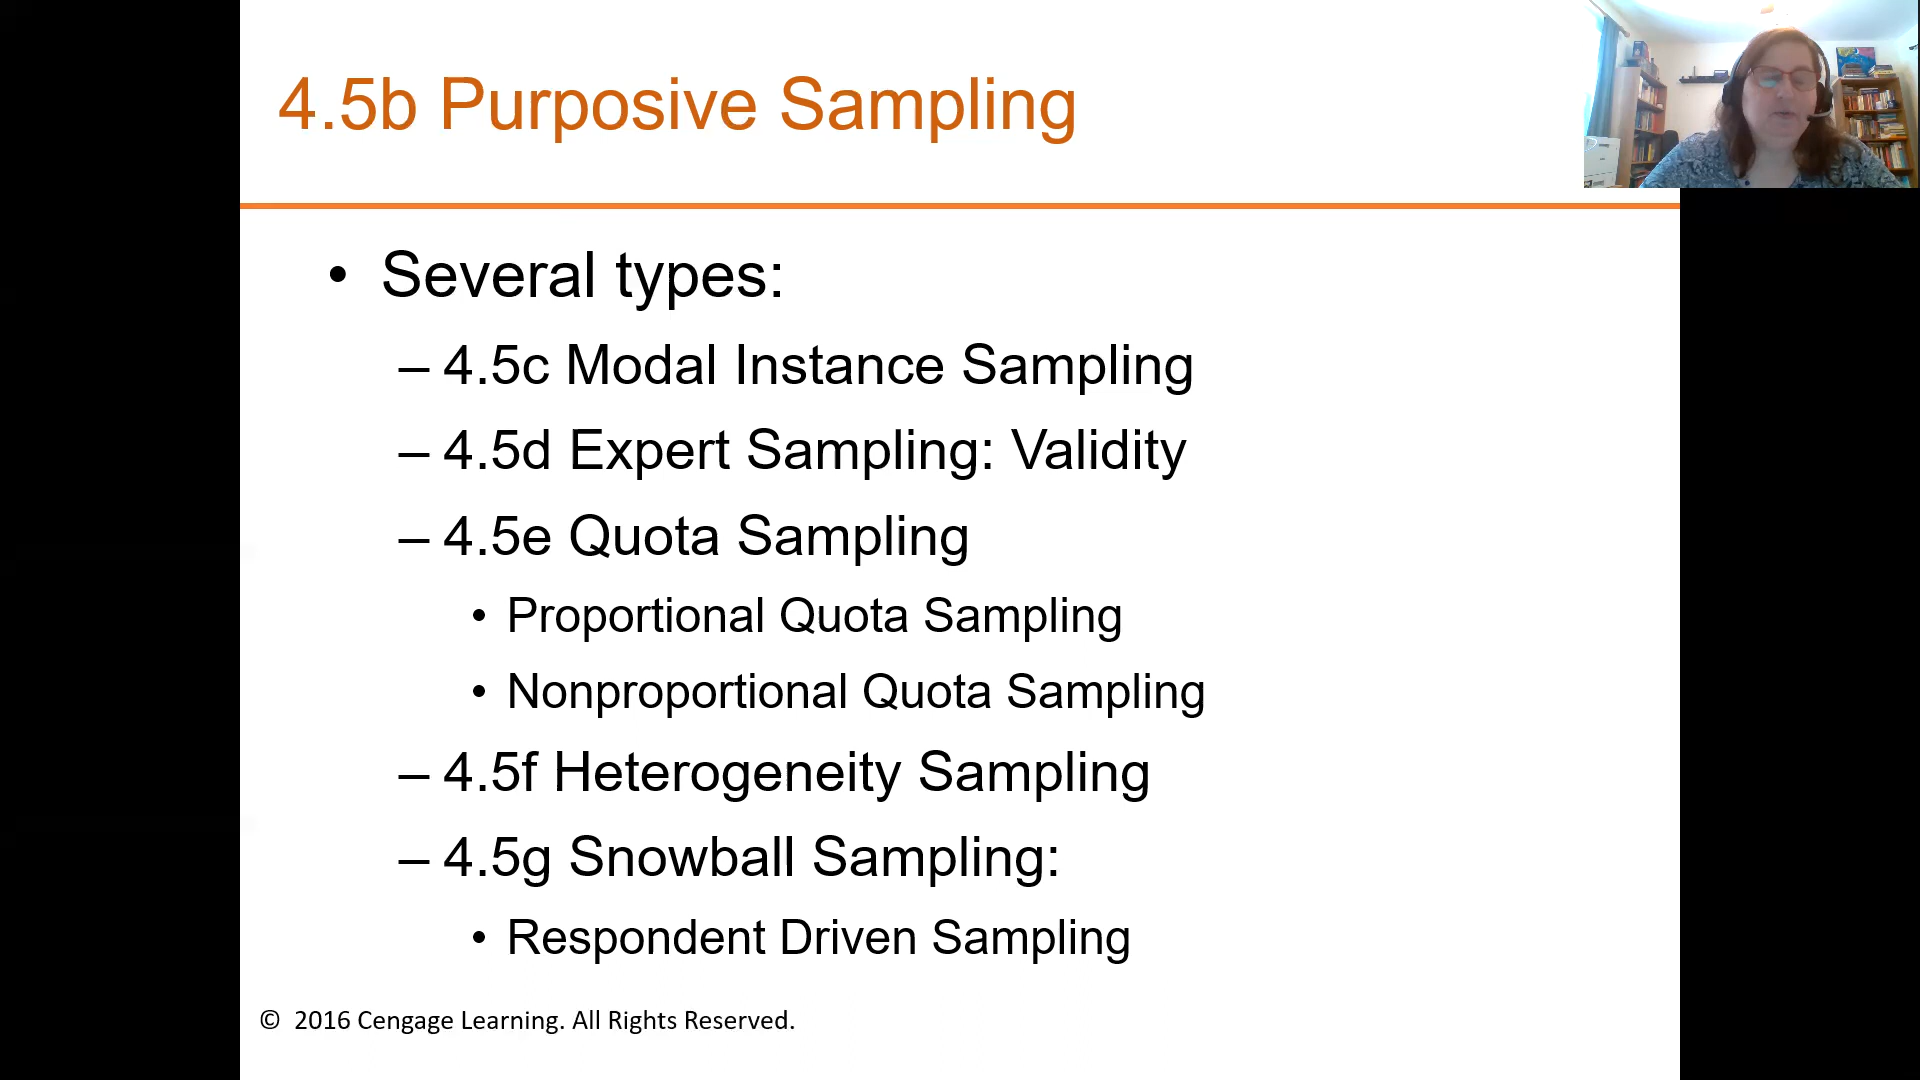 4.5b Purposive Sampling
• Several types:
– 4.5c Modal Instance Sampling
– 4.5d Expert Sampling: Validity
– 4.5e Quota Sampling
• Proportional Quota Sampling
• Nonproportional Quota Sampling
– 4.5f Heterogeneity Sampling
– 4.5g Snowball Sampling:
• Respondent Driven Sampling
© 2016 Cengage Learning. All Rights Reserved.